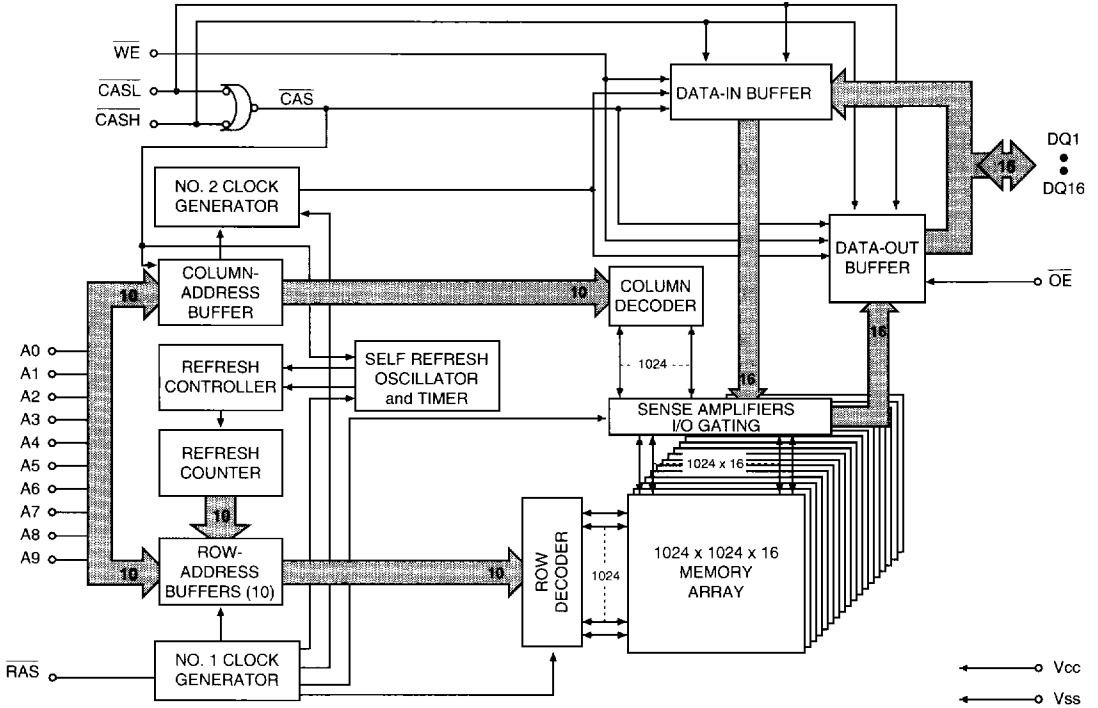 WE
CASL
CASH
CAS
DATA-IN BUFFER
DQ1
16
DQ16
NO. 2 CLOCK
GENERATOR
DATA-OUT
BUFFER
OE
10
COLUMN-
ADDRESS
BUFFER
10
COLUMN
DECODER
16
A0
A1
A2
A3
A4
A5
A6
A7
A8
A9
REFRESH
CONTROLLER
SELF REFRESH
OSCILLATOR
and TIMER
1024
16
SENSE AMPLIFIERS
I/O GATING
REFRESH
COUNTER
1024 x 16
10
10
ROW-
ADDRESS
BUFFERS (10)
10
ROW
DECODER
1024
1024 x 1024 x 16
MEMORY
ARRAY
RAS
NO. 1 CLOCK
GENERATOR
Vcc
Vss